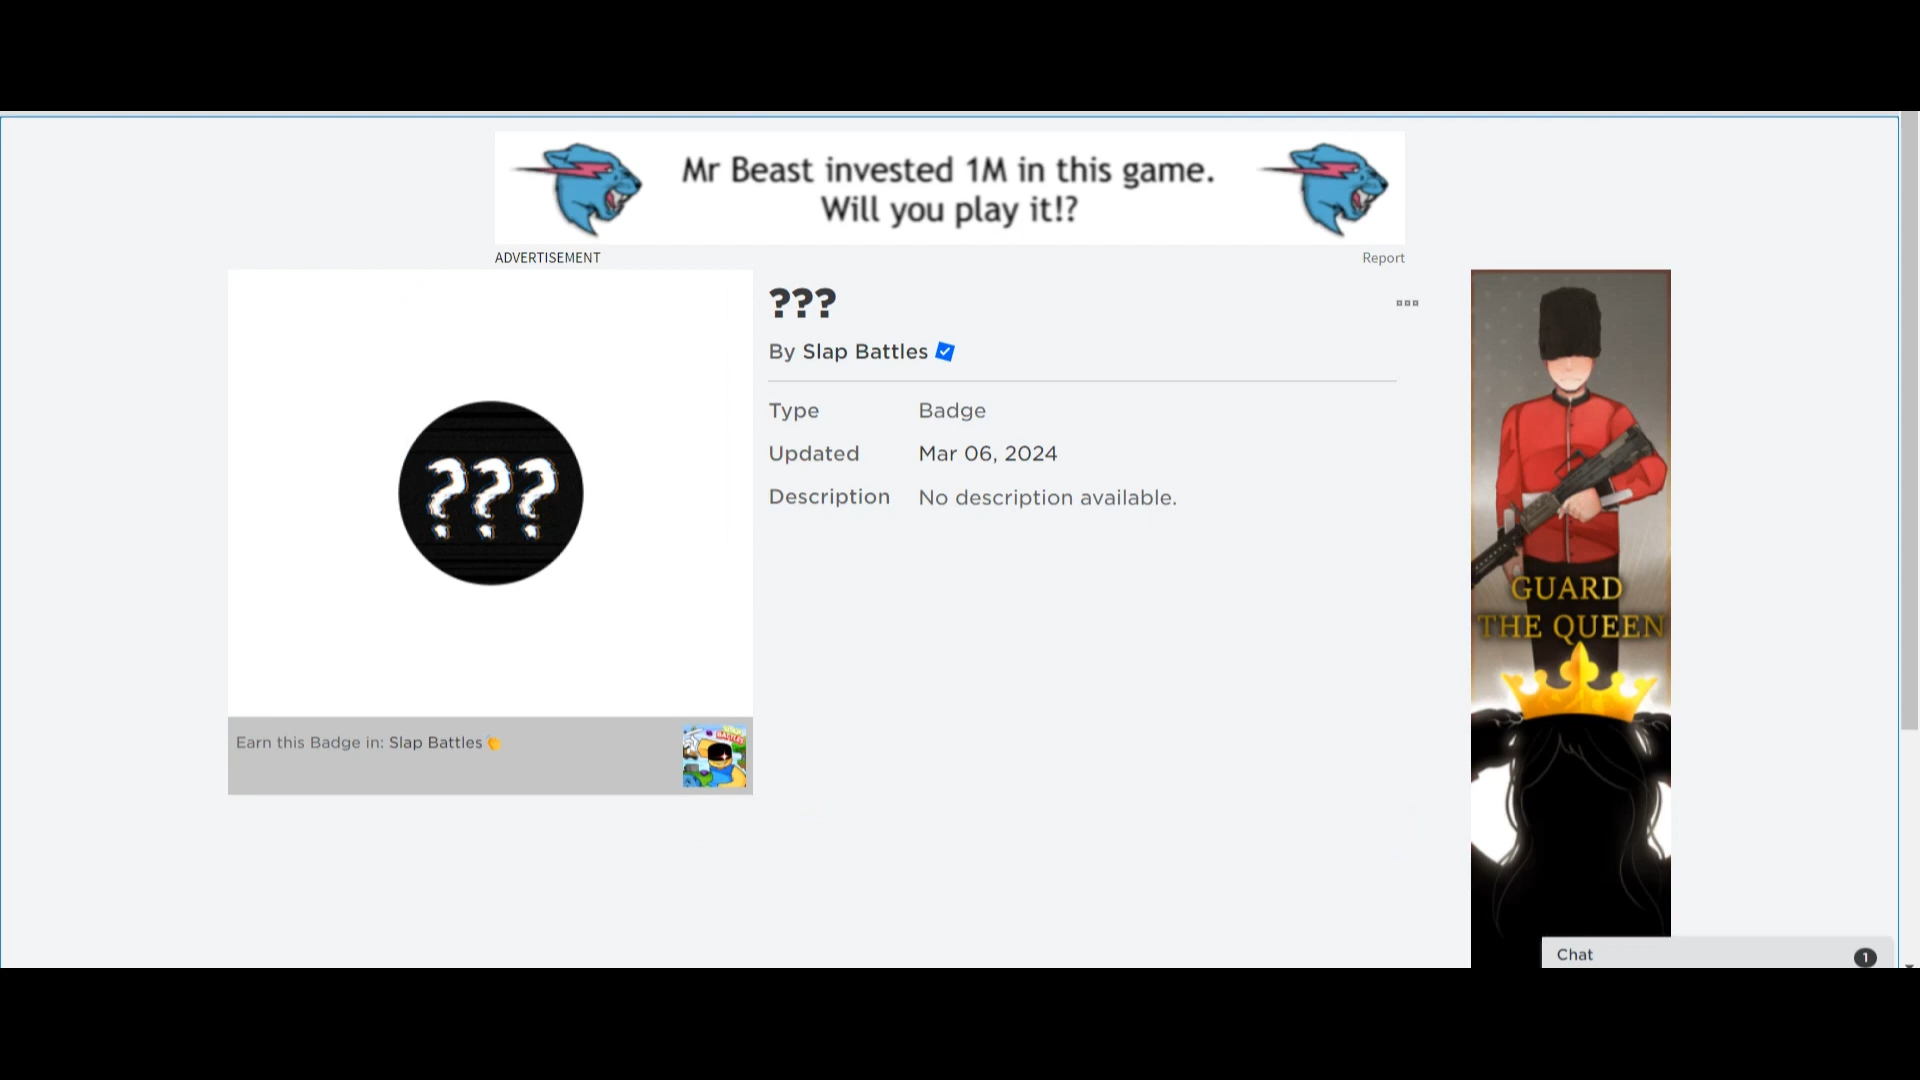 Mr Beast invested 1M in this game.
Will you play it!?
ADVERTISEMENT
Report
???
By Slap Battles
Type Badge
Updated Mar 06, 2024
Description No description available.
???
Earn this Badge in: Slap Battles
GUARD
THE QUEEN
Chat
1